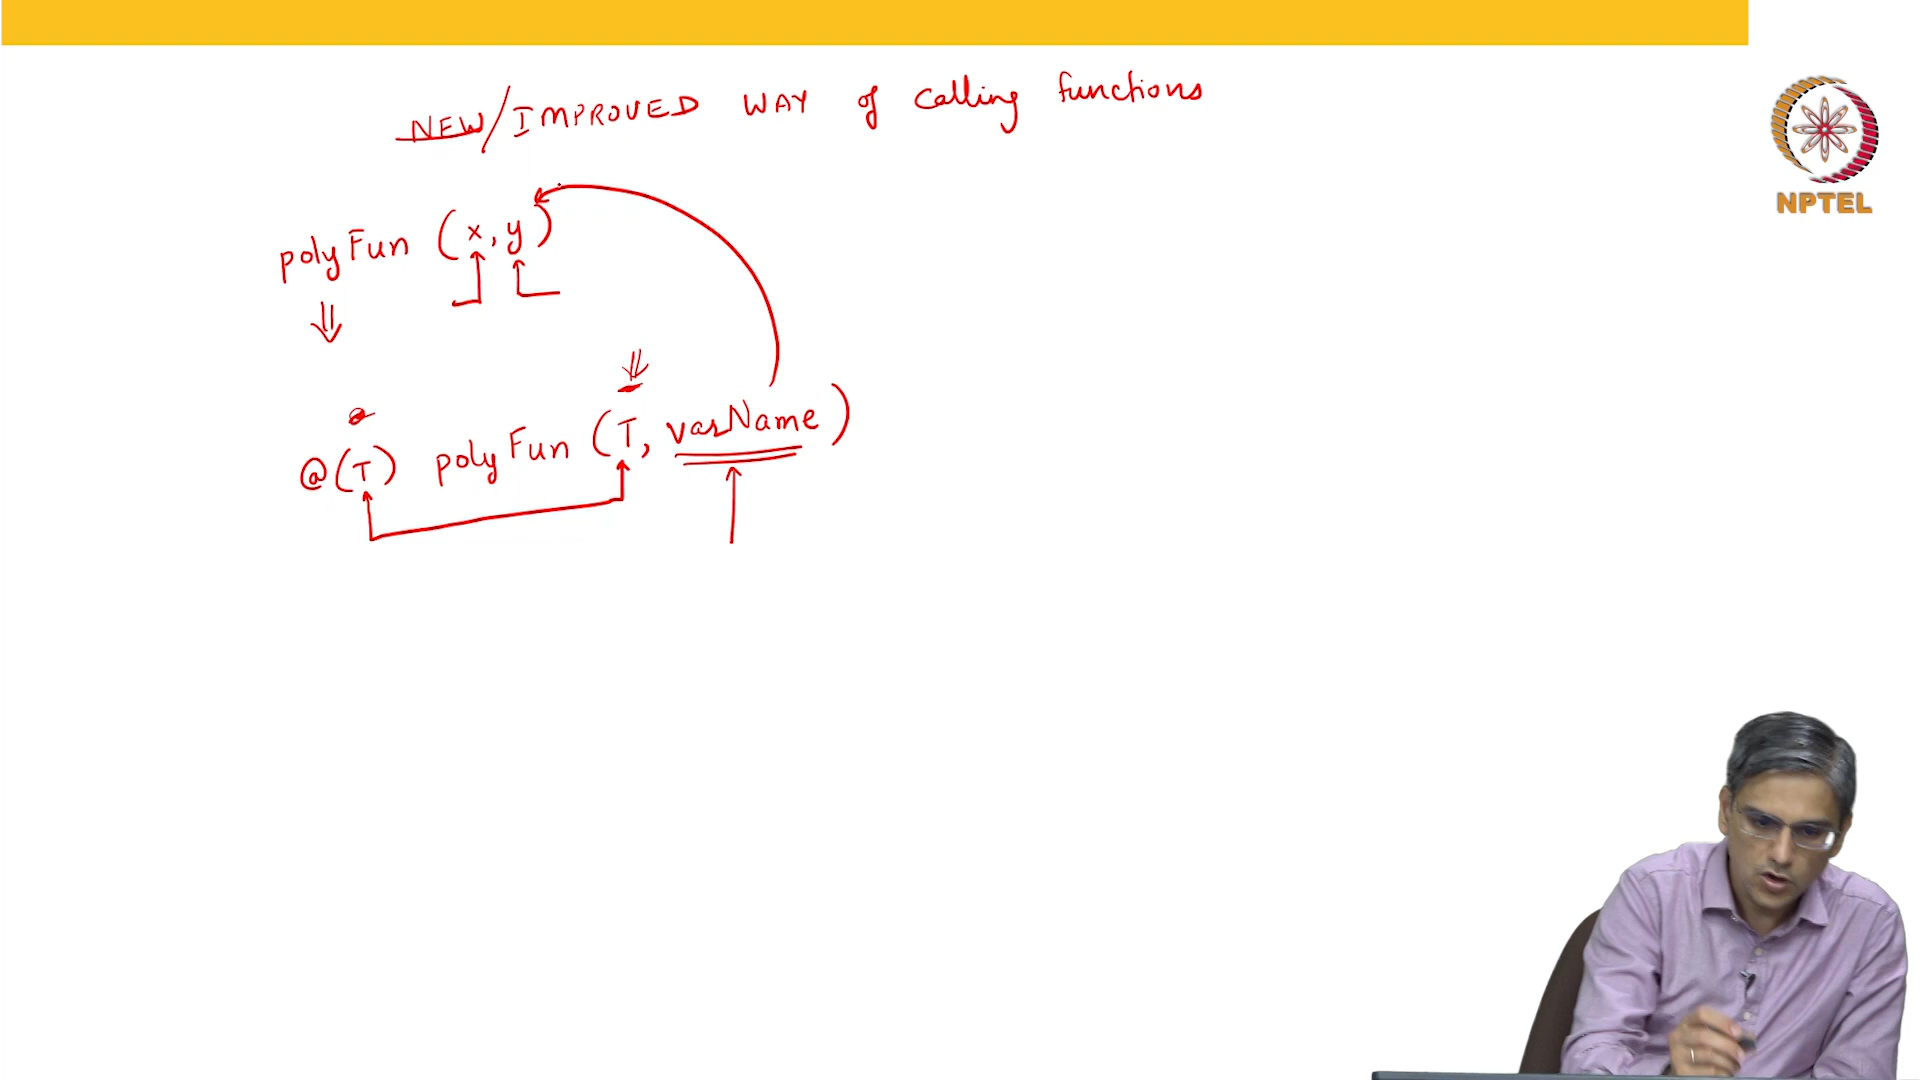 NEW/IMPROVED WAY of calling functions
NPTEL
polyFun (x, y)
@(T) polyFun (T, varName)